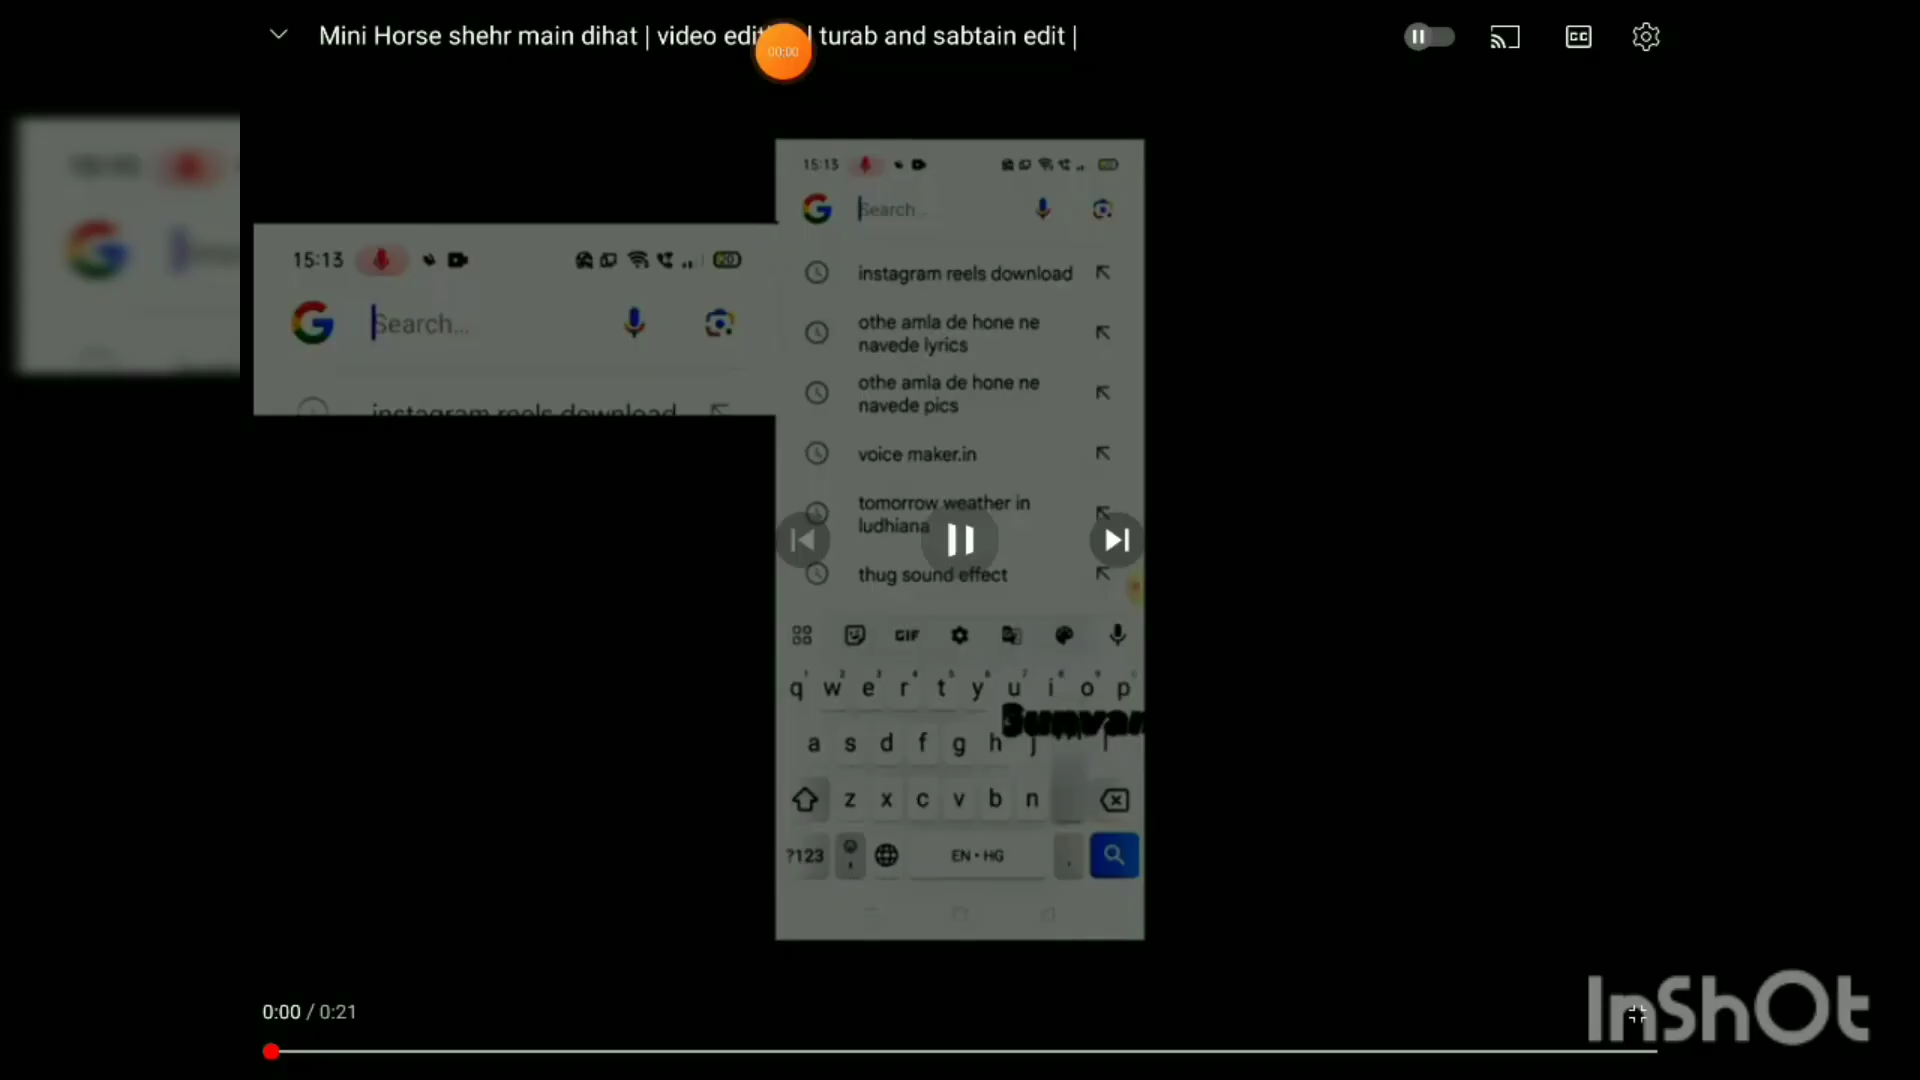 Mini Horse shehr main dihat | video edit
turab and sabtain edit |
00:00
15:13
Search...
instagram reels download
15:13
Search...
instagram reels download
othe amla de hone ne
navede lyrics
othe amla de hone ne
navede pics
voice maker.in
tomorrow weather in
ludhiana
thug sound effect
GIF
q w e r t y u i o p
a s d f g h j l
z x c v b n
?123
EN • HG
0:00 / 0:21
InShOt